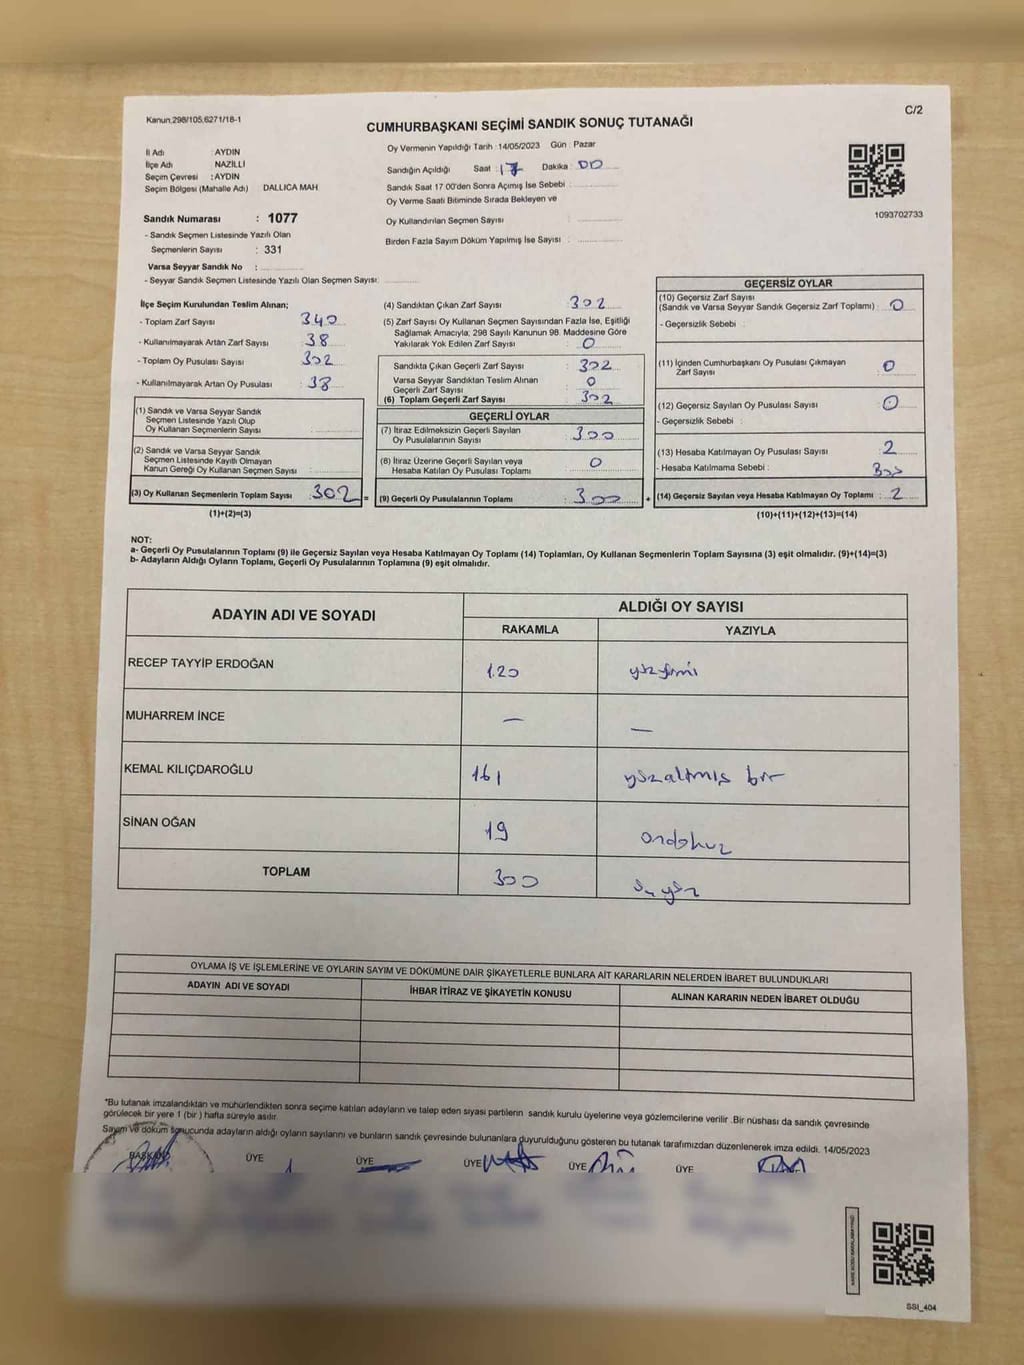 Kanun.298/105,6271/18-1
C/2
CUMHURBAŞKANI SEÇİMİ SANDIK SONUÇ TUTANAĞI
İl Adı : AYDIN
İlçe Adı NAZİLLİ
Seçim Çevresi : AYDIN
Seçim Bölgesi (Mahalle Adı) DALLICA MAH.
Sandık Numarası : 1077
- Sandık Seçmen Listesinde Yazılı Olan
Seçmenlerin Sayısı : 331
Varsa Seyyar Sandık No :
- Seyyar Sandık Seçmen Listesinde Yazılı Olan Seçmen Sayısı:
Oy Vermenin Yapıldığı Tarih : 14/05/2023 Gün : Pazar
Sandığın Açıldığı Saat : 17 Dakika : 00
Sandık Saat 17:00'den Sonra Açımış İse Sebebi :
Oy Verme Saati Bitiminde Sırada Bekleyen ve
Oy Kullandırılan Seçmen Sayısı :
Birden Fazla Sayım Döküm Yapılmış İse Sayısı :
1093702733
İlçe Seçim Kurulundan Teslim Alınan;
- Toplam Zarf Sayısı : 340
- Kullanılmayarak Artan Zarf Sayısı : 38
- Toplam Oy Pusulası Sayısı : 302
- Kullanılmayarak Artan Oy Pusulası : 38
(1) Sandık ve Varsa Seyyar Sandık
Seçmen Listesinde Yazılı Olup
Oy Kullanan Seçmenlerin Sayısı :
(2) Sandık ve Varsa Seyyar Sandık
Seçmen Listesinde Kayıtlı Olmayan
Kanun Gereği Oy Kullanan Seçmen Sayısı :
(3) Oy Kullanan Seçmenlerin Toplam Sayısı : 302 =
(1)+(2)=(3)
(4) Sandıktan Çıkan Zarf Sayısı : 302
(5) Zarf Sayısı Oy Kullanan Seçmen Sayısından Fazla İse, Eşitliği
Sağlamak Amacıyla; 298 Sayılı Kanunun 98. Maddesine Göre
Yakılarak Yok Edilen Zarf Sayısı : 0
Sandıkta Çıkan Geçerli Zarf Sayısı : 302
Varsa Seyyar Sandıktan Teslim Alınan
Geçerli Zarf Sayısı : 0
(6) Toplam Geçerli Zarf Sayısı : 302
GEÇERLİ OYLAR
(7) İtiraz Edilmeksizin Geçerli Sayılan
Oy Pusulalarının Sayısı : 300
(8) İtiraz Üzerine Geçerli Sayılan veya
Hesaba Katılan Oy Pusulası Toplamı : 0
(9) Geçerli Oy Pusulalarının Toplamı : 300 +
GEÇERSİZ OYLAR
(10) Geçersiz Zarf Sayısı
(Sandık ve Varsa Seyyar Sandık Geçersiz Zarf Toplamı) : 0
- Geçersizlik Sebebi :
(11) İçinden Cumhurbaşkanı Oy Pusulası Çıkmayan
Zarf Sayısı : 0
(12) Geçersiz Sayılan Oy Pusulası Sayısı : 0
- Geçersizlik Sebebi :
(13) Hesaba Katılmayan Oy Pusulası Sayısı : 2
- Hesaba Katılmama Sebebi : 300
(14) Geçersiz Sayılan veya Hesaba Katılmayan Oy Toplamı : 2
(10)+(11)+(12)+(13)=(14)
NOT:
a- Geçerli Oy Pusulalarının Toplamı (9) ile Geçersiz Sayılan veya Hesaba Katılmayan Oy Toplamı (14) Toplamları, Oy Kullanan Seçmenlerin Toplam Sayısına (3) eşit olmalıdır. (9)+(14)=(3)
b- Adayların Aldığı Oyların Toplamı, Geçerli Oy Pusulalarının Toplamına (9) eşit olmalıdır.
ADAYIN ADI VE SOYADI ALDIĞI OY SAYISI
RAKAMLA YAZIYLA
RECEP TAYYİP ERDOĞAN 120 yüzyirmi
MUHARREM İNCE — —
KEMAL KILIÇDAROĞLU 161 yüzaltmış bir
SİNAN OĞAN 19 ondokuz
TOPLAM 300 üçyüz
OYLAMA İŞ VE İŞLEMLERİNE VE OYLARIN SAYIM VE DÖKÜMÜNE DAİR ŞİKAYETLERLE BUNLARA AİT KARARLARIN NELERDEN İBARET BULUNDUKLARI
ADAYIN ADI VE SOYADI İHBAR İTİRAZ VE ŞİKAYETİN KONUSU ALINAN KARARIN NEDEN İBARET OLDUĞU
*Bu tutanak imzalandıktan ve mühürlendikten sonra seçime katılan adayların ve talep eden siyasi partilerin sandık kurulu üyelerine veya gözlemcilerine verilir .Bir nüshası da sandık çevresinde
görülecek bir yere 1 (bir ) hafta süreyle asılır.
Sayım ve döküm sonucunda adayların aldığı oyların sayılarını ve bunların sandık çevresinde bulunanlara duyurulduğunu gösteren bu tutanak tarafımızdan düzenlenerek imza edildi. 14/05/2023
BAŞKAN ÜYE ÜYE ÜYE ÜYE ÜYE
SSI_404